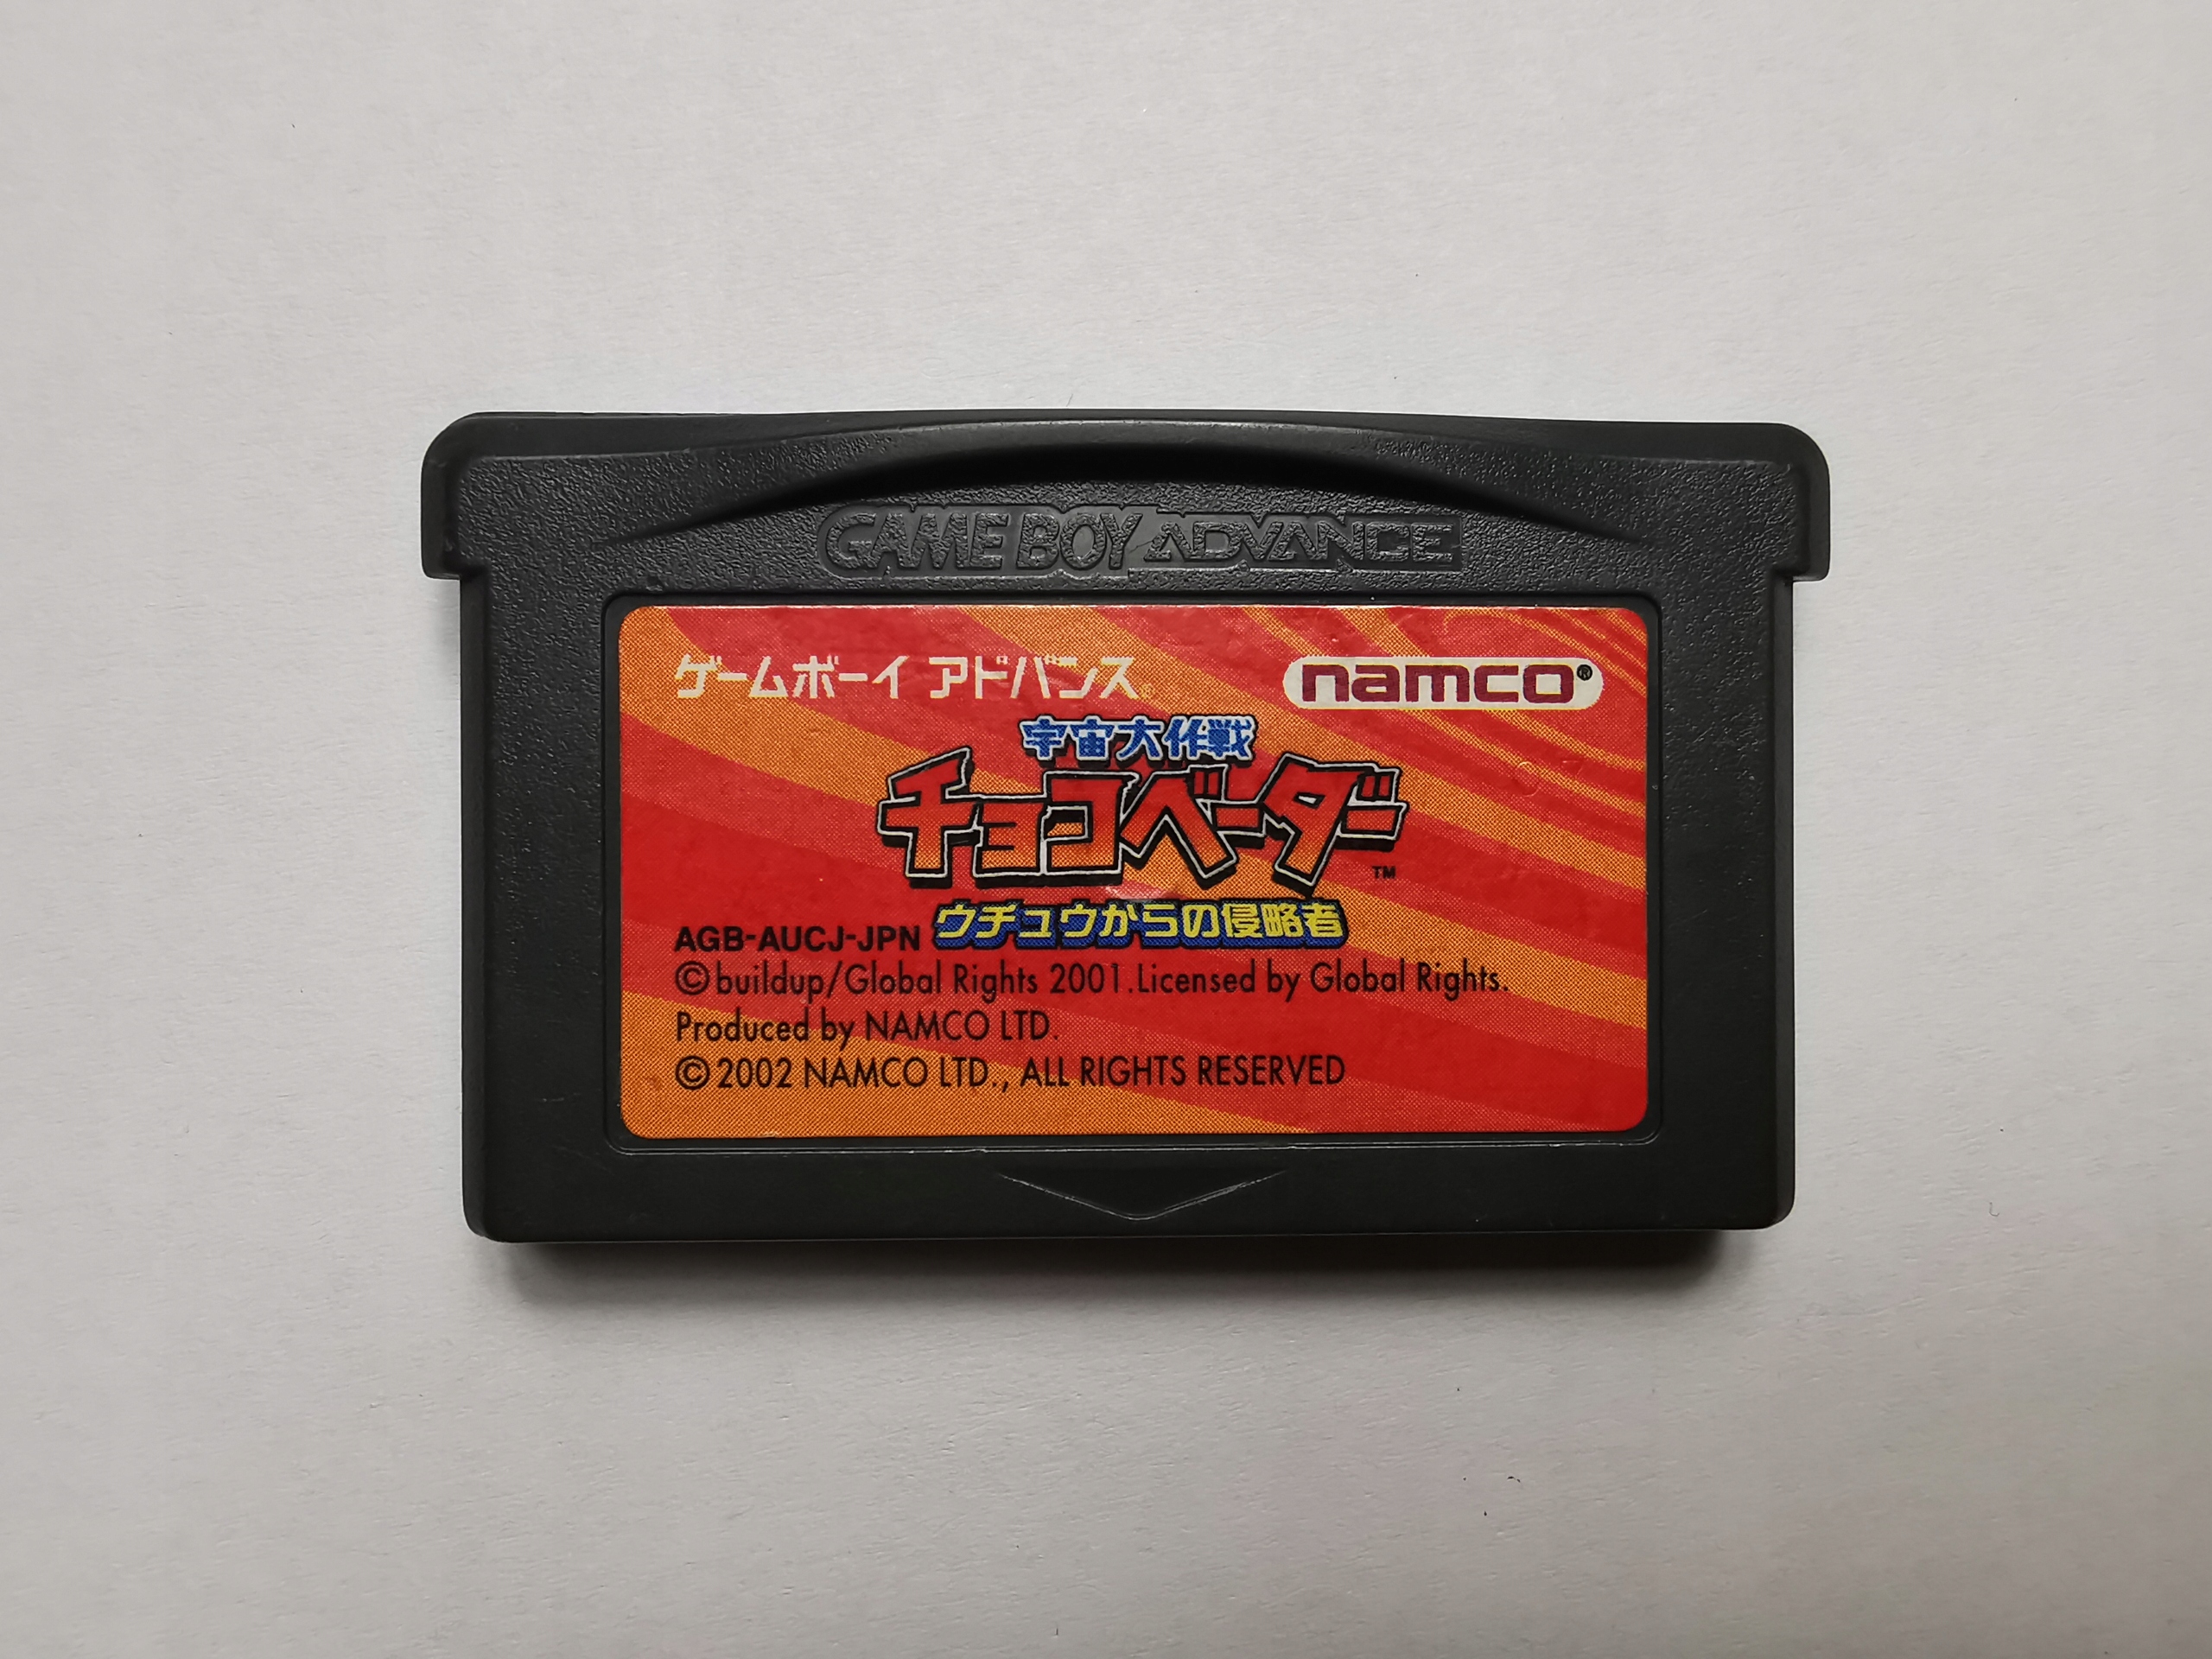 GAME BOY ADVANCE
ゲームボーイ アドバンス®
namco®
宇宙大作戦
チョコベーダー™
ウチュウからの侵略者
AGB-AUCJ-JPN
©buildup/Global Rights 2001.Licensed by Global Rights.
Produced by NAMCO LTD.
©2002 NAMCO LTD., ALL RIGHTS RESERVED